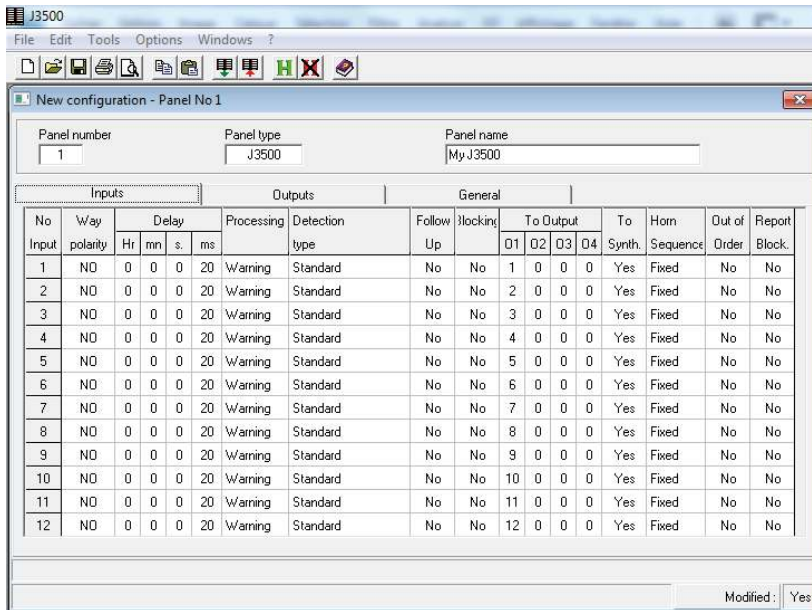 J3500
File Edit Tools Options Windows ?
New configuration - Panel No 1
Panel number Panel type Panel name
1 J3500 My J3500
Inputs Outputs General
No Way Delay Processing Detection Follow Blocking To Output To Horn Out of Report
Input polarity Hr mn s. ms type Up O1 O2 O3 O4 Synth. Sequence Order Block.
1 NO 0 0 0 20 Warning Standard No No 1 0 0 0 Yes Fixed No No
2 NO 0 0 0 20 Warning Standard No No 2 0 0 0 Yes Fixed No No
3 NO 0 0 0 20 Warning Standard No No 3 0 0 0 Yes Fixed No No
4 NO 0 0 0 20 Warning Standard No No 4 0 0 0 Yes Fixed No No
5 NO 0 0 0 20 Warning Standard No No 5 0 0 0 Yes Fixed No No
6 NO 0 0 0 20 Warning Standard No No 6 0 0 0 Yes Fixed No No
7 NO 0 0 0 20 Warning Standard No No 7 0 0 0 Yes Fixed No No
8 NO 0 0 0 20 Warning Standard No No 8 0 0 0 Yes Fixed No No
9 NO 0 0 0 20 Warning Standard No No 9 0 0 0 Yes Fixed No No
10 NO 0 0 0 20 Warning Standard No No 10 0 0 0 Yes Fixed No No
11 NO 0 0 0 20 Warning Standard No No 11 0 0 0 Yes Fixed No No
12 NO 0 0 0 20 Warning Standard No No 12 0 0 0 Yes Fixed No No
Modified : Yes